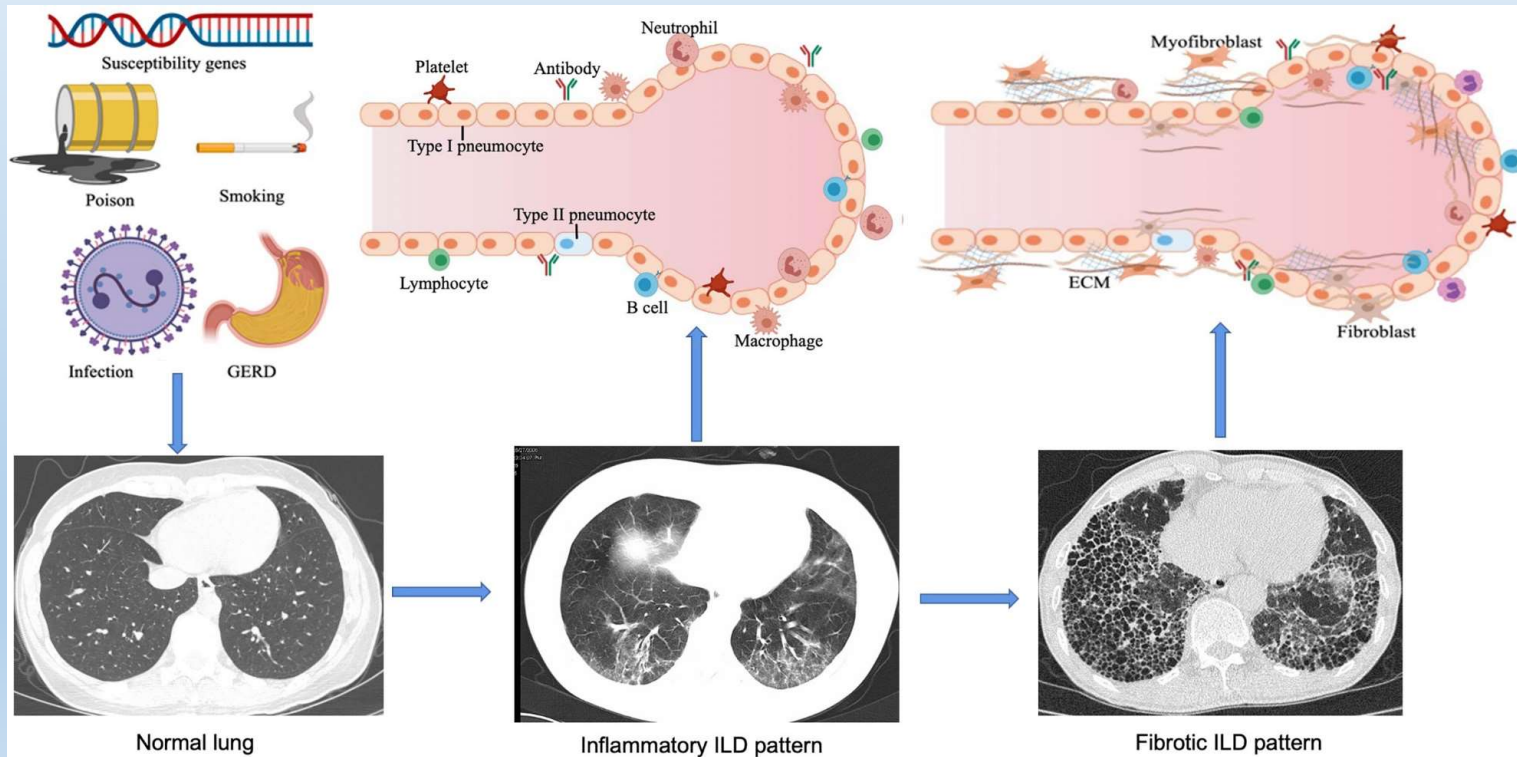 Susceptibility genes
Poison
Smoking
Infection
GERD
Neutrophil
Platelet
Antibody
Type I pneumocyte
Type II pneumocyte
Lymphocyte
B cell
Macrophage
Myofibroblast
ECM
Fibroblast
Normal lung
Inflammatory ILD pattern
Fibrotic ILD pattern